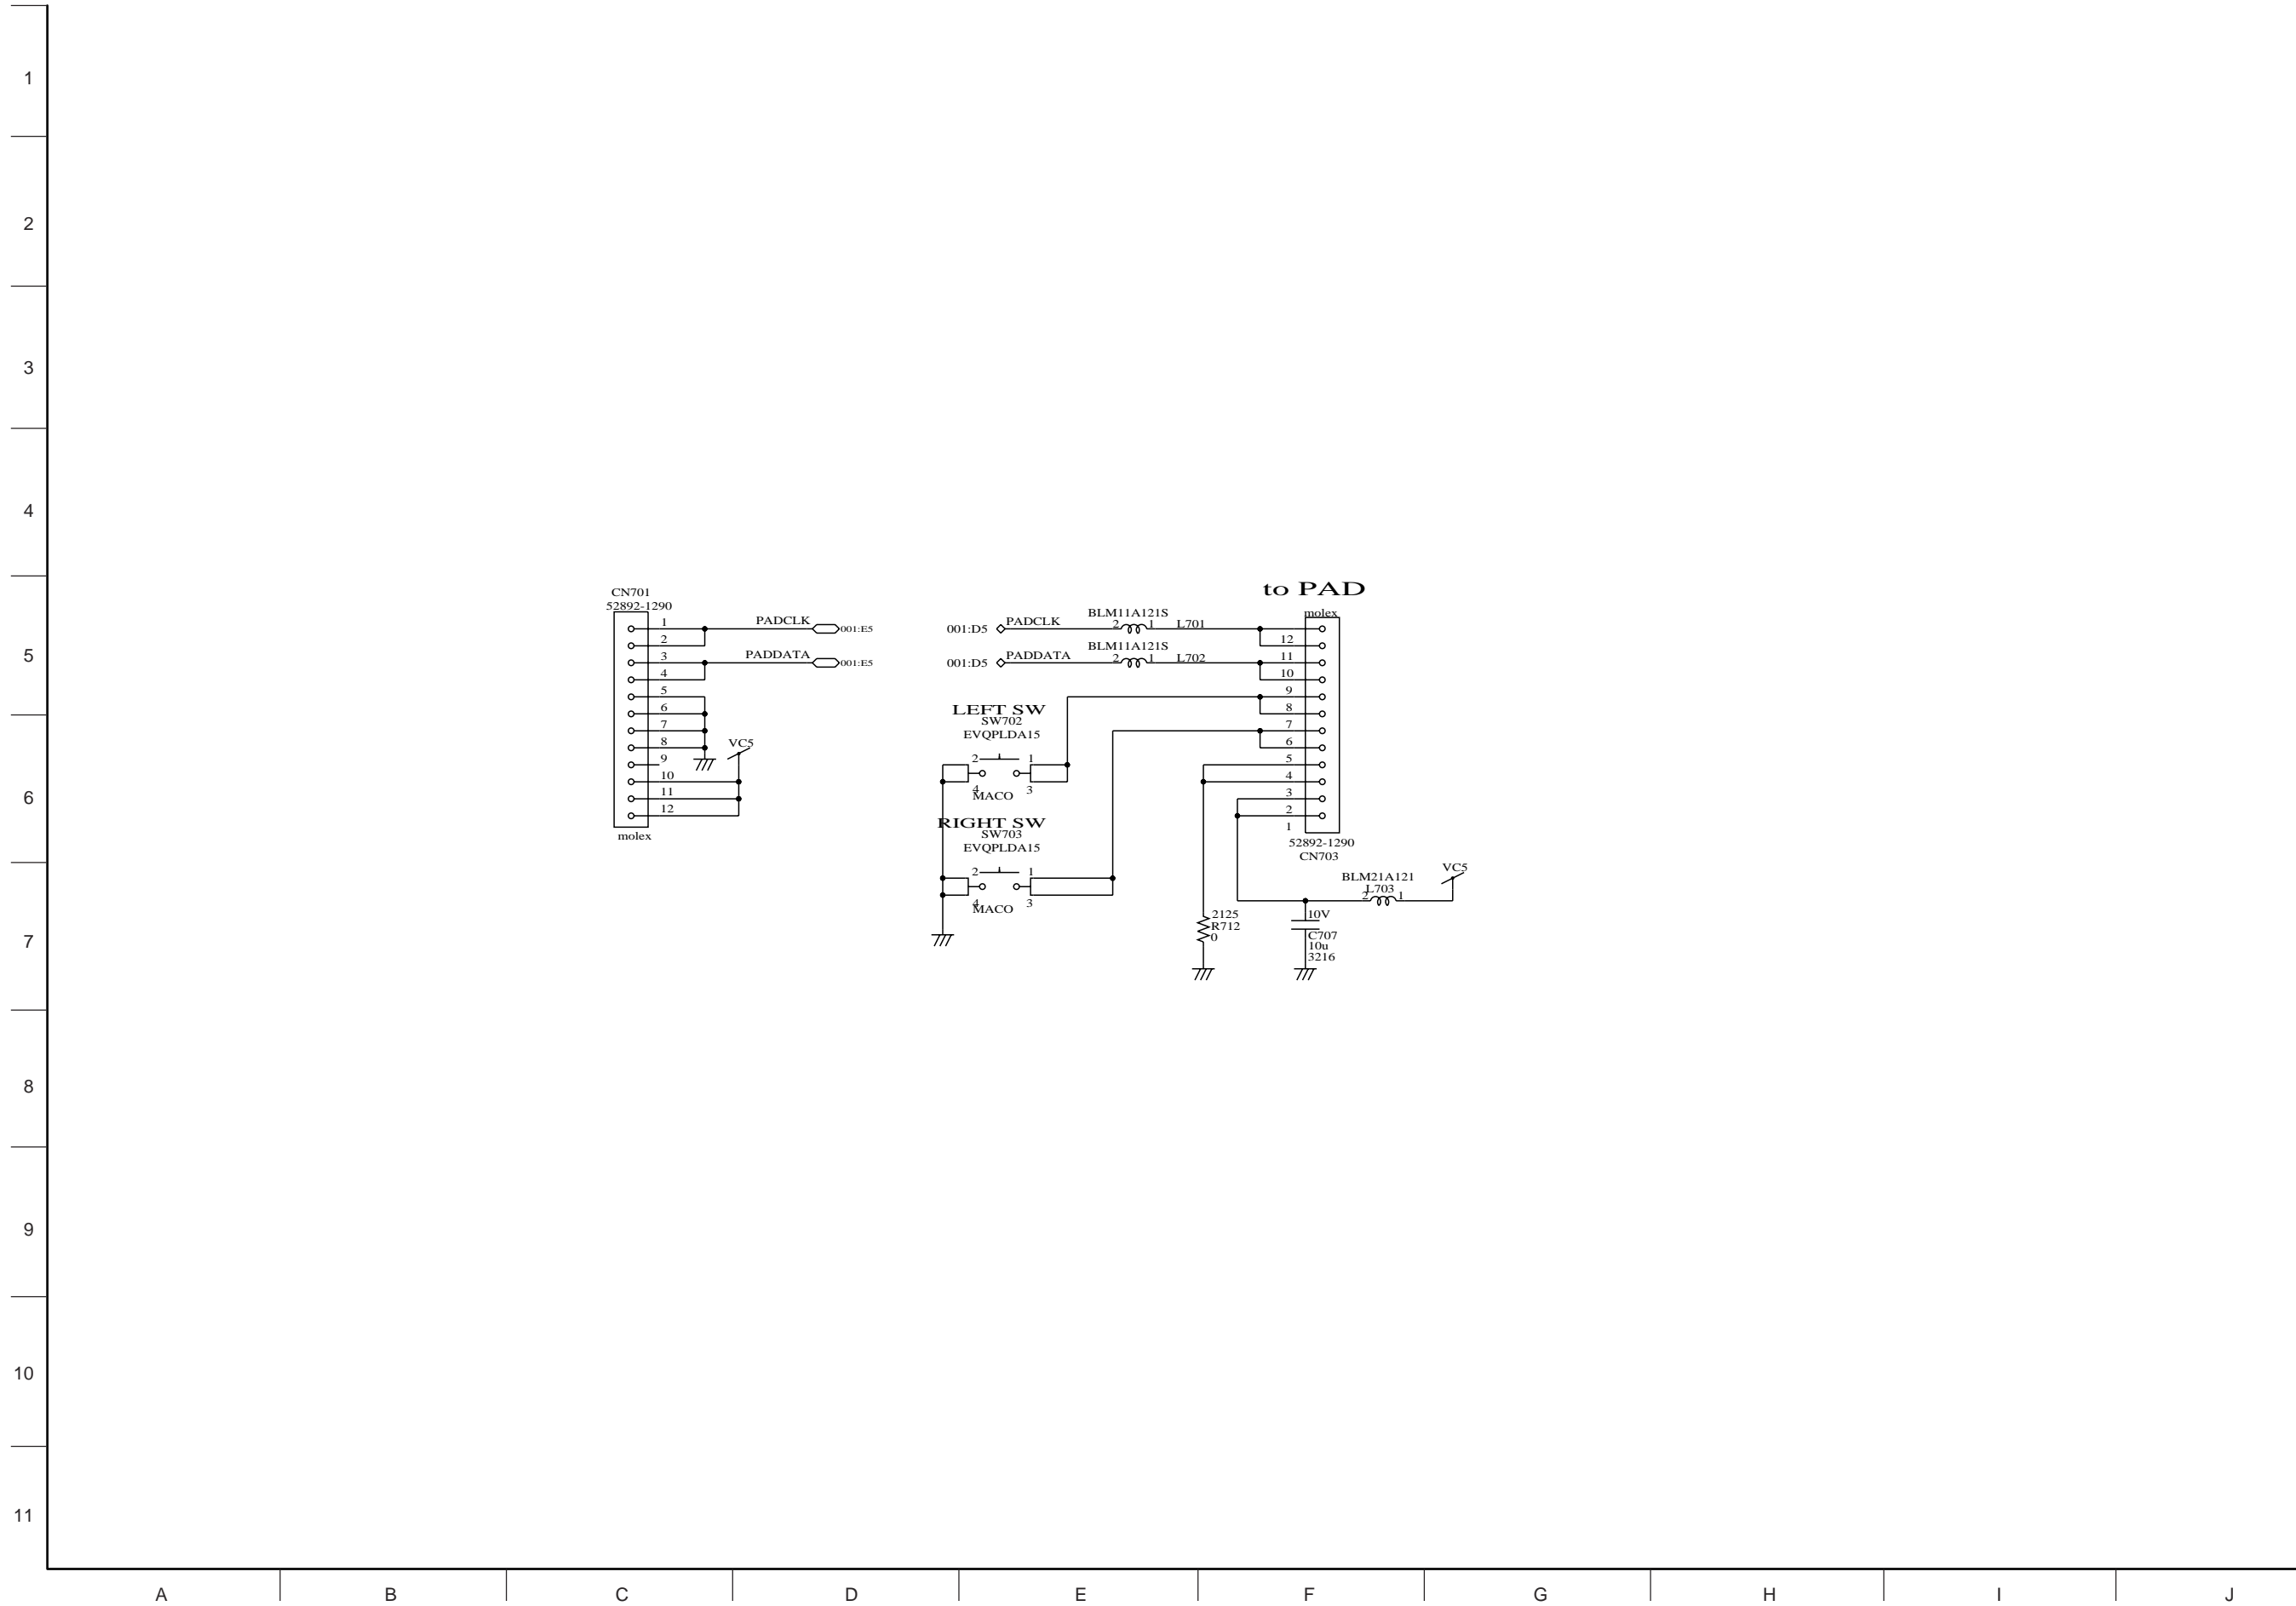 1
2
3
4
5
6
7
8
9
10
11
CN701
52892-1290
1
2
3
4
5
6
7
8
9
10
11
12
molex
PADCLK
001:E5
PADDATA
001:E5
VC5
001:D5
PADCLK
BLM11A121S
2 1 L701
001:D5
PADDATA
BLM11A121S
2 1 L702
LEFT SW
SW702
EVQPLDA15
2 1
4 3
MACO
RIGHT SW
SW703
EVQPLDA15
2 1
4 3
MACO
to PAD
molex
12
11
10
9
8
7
6
5
4
3
2
1
52892-1290
CN703
BLM21A121
L703
2 1
VC5
2125
R712
0
10V
C707
10u
3216
A B C D E F G H I J